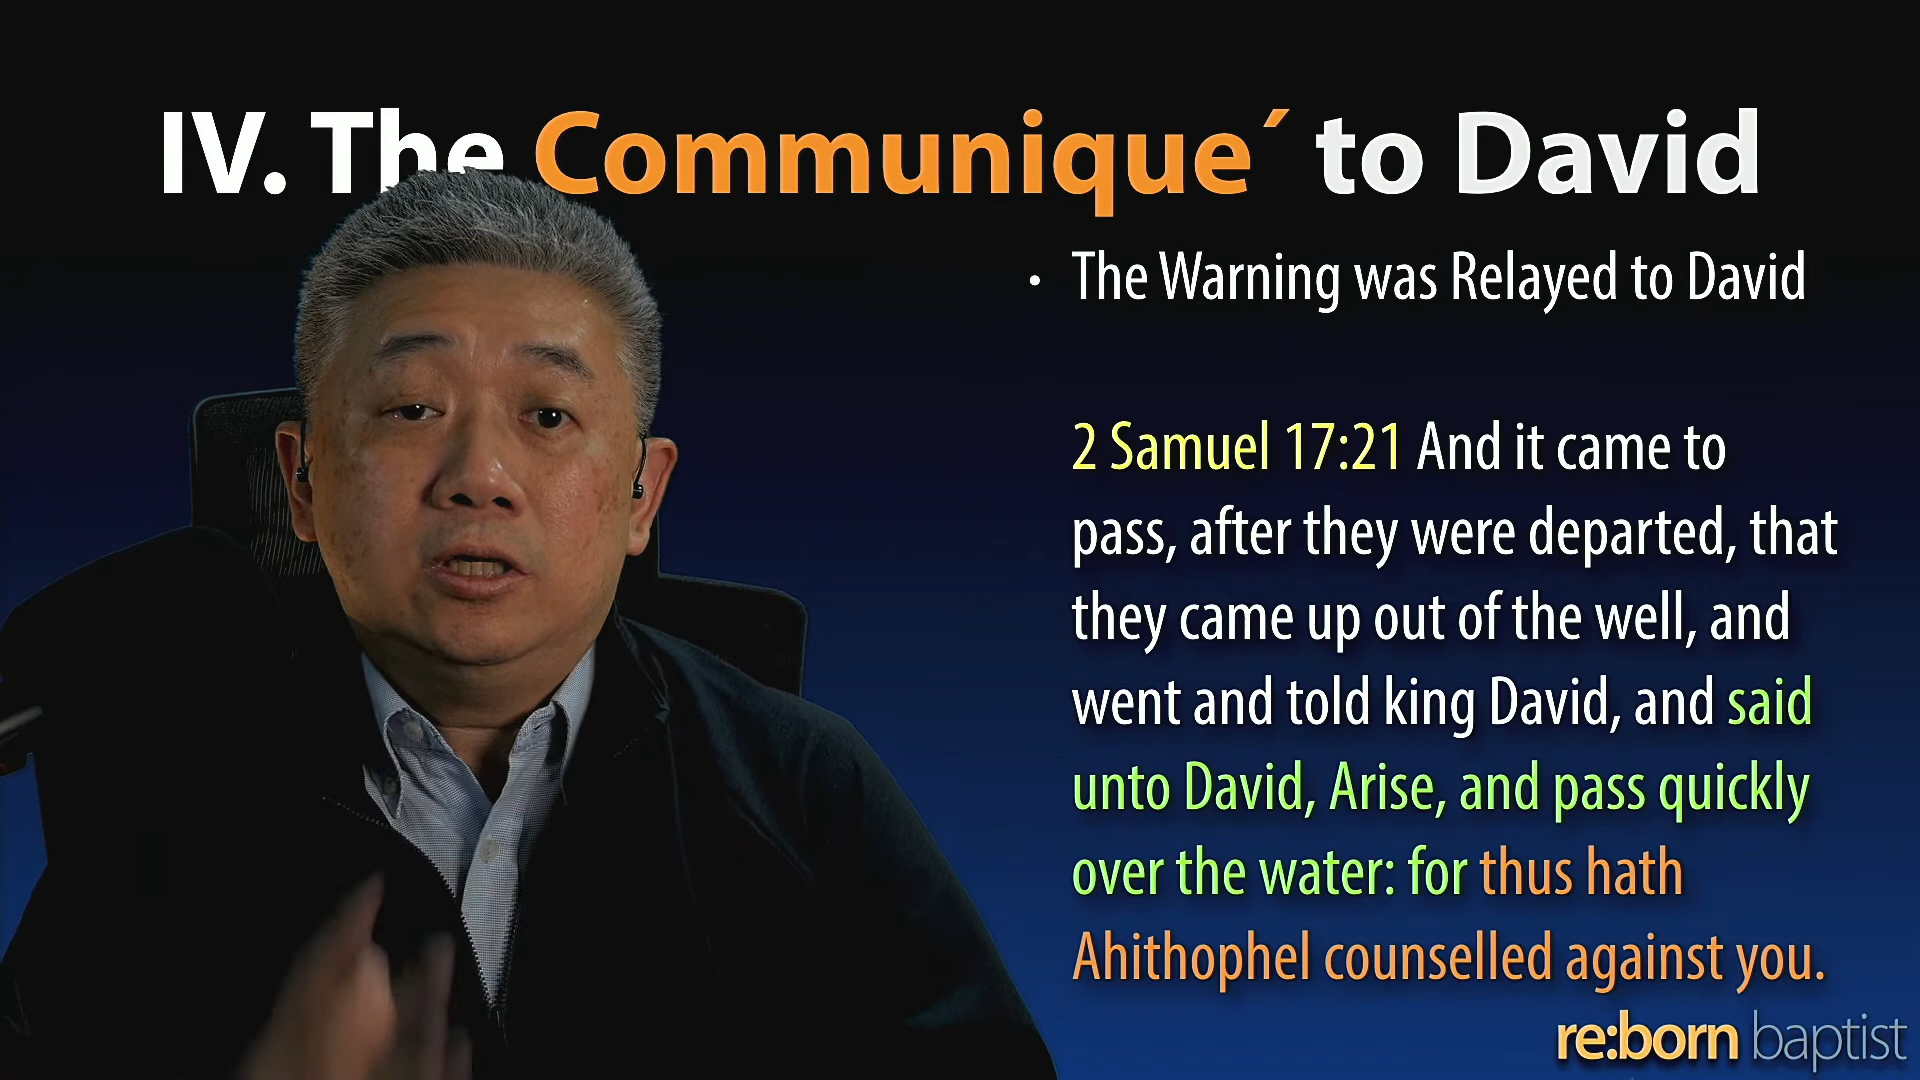 IV. The Communique´ to David
• The Warning was Relayed to David
2 Samuel 17:21 And it came to
pass, after they were departed, that
they came up out of the well, and
went and told king David, and said
unto David, Arise, and pass quickly
over the water: for thus hath
Ahithophel counselled against you.
re:born baptist